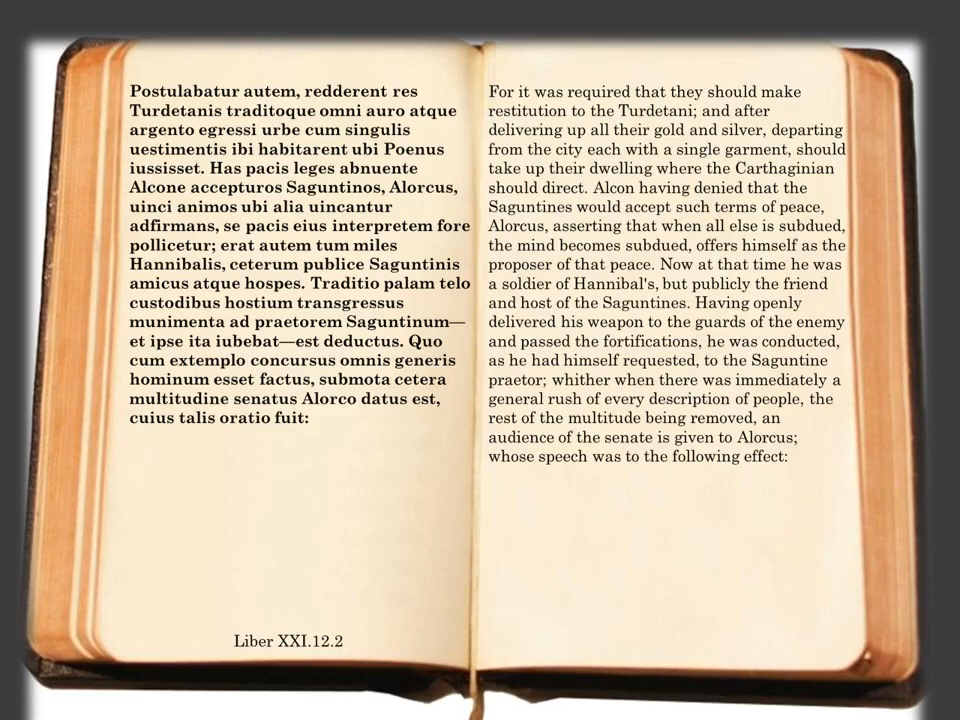 Postulabatur autem, redderent res
Turdetanis traditoque omni auro atque
argento egressi urbe cum singulis
uestimentis ibi habitarent ubi Poenus
iussisset. Has pacis leges abnuente
Alcone accepturos Saguntinos, Alorcus,
uinci animos ubi alia uincantur
adfirmans, se pacis eius interpretem fore
pollicetur; erat autem tum miles
Hannibalis, ceterum publice Saguntinis
amicus atque hospes. Traditio palam telo
custodibus hostium transgressus
munimenta ad praetorem Saguntinum—
et ipse ita iubebat—est deductus. Quo
cum extemplo concursus omnis generis
hominum esset factus, submota cetera
multitudine senatus Alorco datus est,
cuius talis oratio fuit:
Liber XXI.12.2
For it was required that they should make
restitution to the Turdetani; and after
delivering up all their gold and silver, departing
from the city each with a single garment, should
take up their dwelling where the Carthaginian
should direct. Alcon having denied that the
Saguntines would accept such terms of peace,
Alorcus, asserting that when all else is subdued,
the mind becomes subdued, offers himself as the
proposer of that peace. Now at that time he was
a soldier of Hannibal's, but publicly the friend
and host of the Saguntines. Having openly
delivered his weapon to the guards of the enemy
and passed the fortifications, he was conducted,
as he had himself requested, to the Saguntine
praetor; whither when there was immediately a
general rush of every description of people, the
rest of the multitude being removed, an
audience of the senate is given to Alorcus;
whose speech was to the following effect: